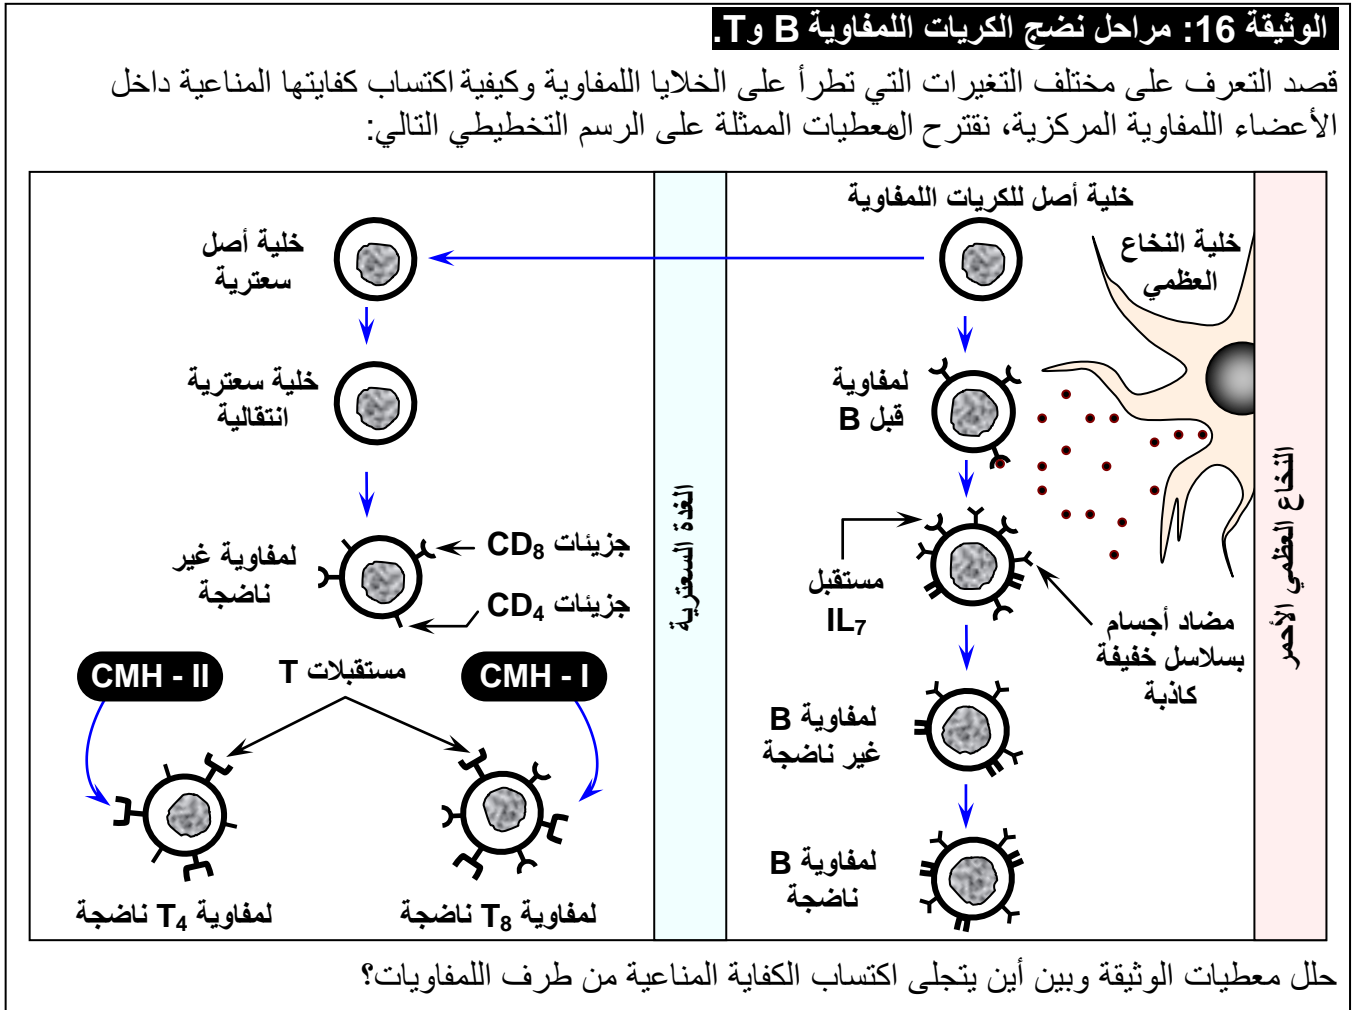 الوثيقة 16: مراحل نضج الكريات اللمفاوية B وT.
قصد التعرف على مختلف التغيرات التي تطرأ على الخلايا اللمفاوية وكيفية اكتساب كفايتها المناعية داخل
الأعضاء اللمفاوية المركزية، نقترح المعطيات الممثلة على الرسم التخطيطي التالي:
النخاع العظمي الأحمر
خلية أصل للكريات اللمفاوية
خلية النخاع
العظمي
لمفاوية
قبل B
مستقبل
IL7
مضاد أجسام
بسلاسل خفيفة
كاذبة
لمفاوية B
غير ناضجة
لمفاوية B
ناضجة
الغدة السعترية
خلية أصل
سعترية
خلية سعترية
انتقالية
لمفاوية غير
ناضجة
جزيئات CD8
جزيئات CD4
CMH - I
مستقبلات T
CMH - II
لمفاوية T8 ناضجة
لمفاوية T4 ناضجة
حلل معطيات الوثيقة وبين أين يتجلى اكتساب الكفاية المناعية من طرف اللمفاويات؟